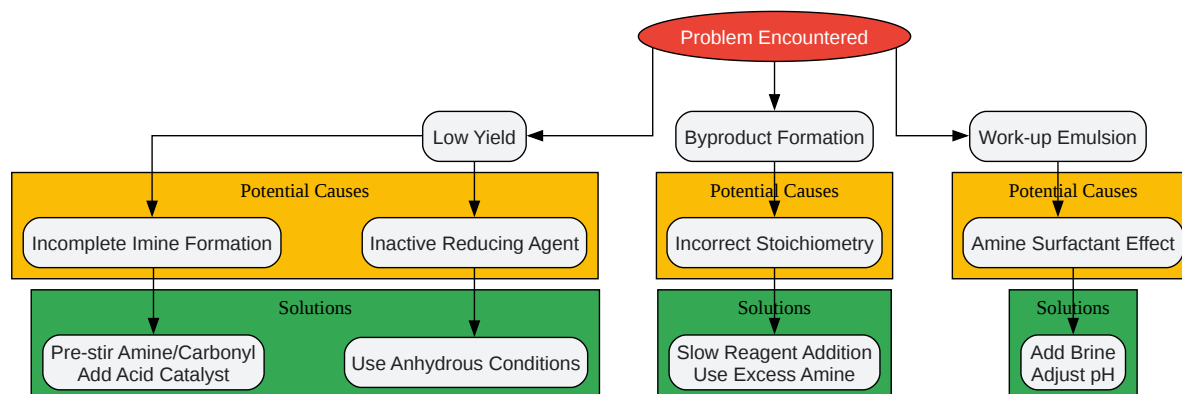 Problem Encountered
Low Yield
Byproduct Formation
Work-up Emulsion
Potential Causes
Potential Causes
Potential Causes
Incomplete Imine Formation
Inactive Reducing Agent
Incorrect Stoichiometry
Amine Surfactant Effect
Solutions
Solutions
Solutions
Pre-stir Amine/Carbonyl
Add Acid Catalyst
Use Anhydrous Conditions
Slow Reagent Addition
Use Excess Amine
Add Brine
Adjust pH